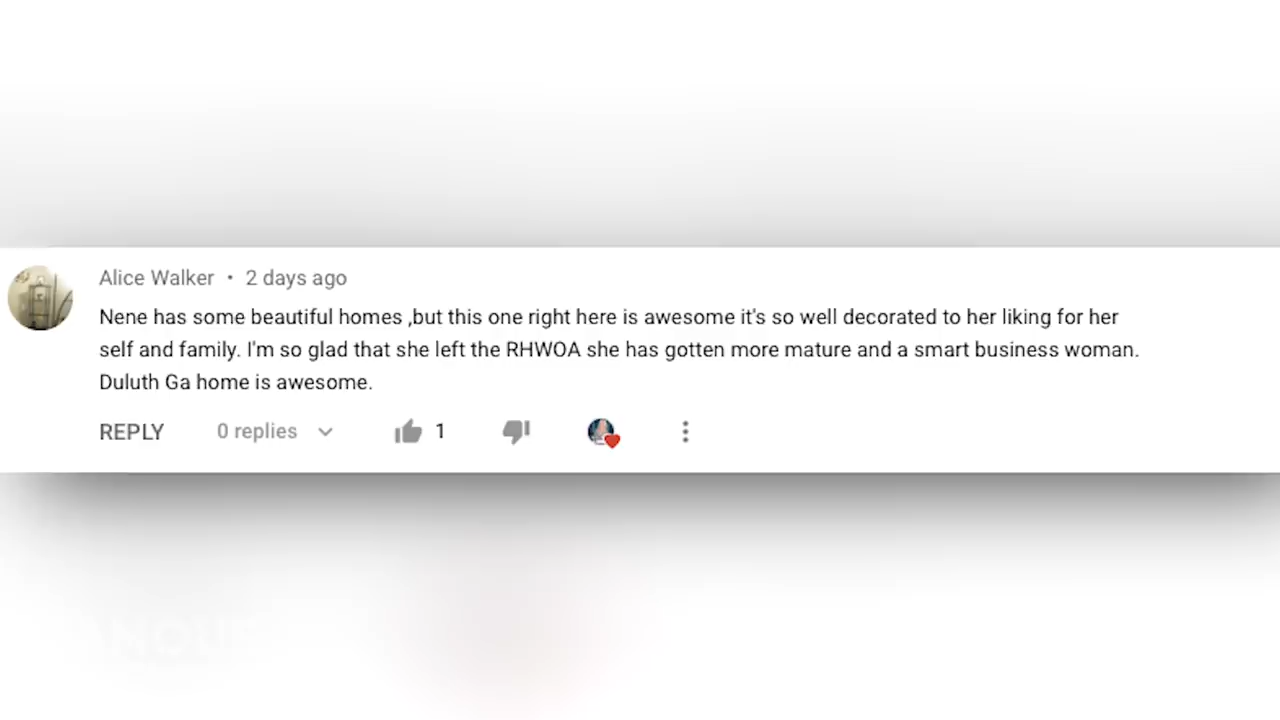 Alice Walker • 2 days ago
Nene has some beautiful homes ,but this one right here is awesome it's so well decorated to her liking for her
self and family. I'm so glad that she left the RHWOA she has gotten more mature and a smart business woman.
Duluth Ga home is awesome.
REPLY 0 replies 1